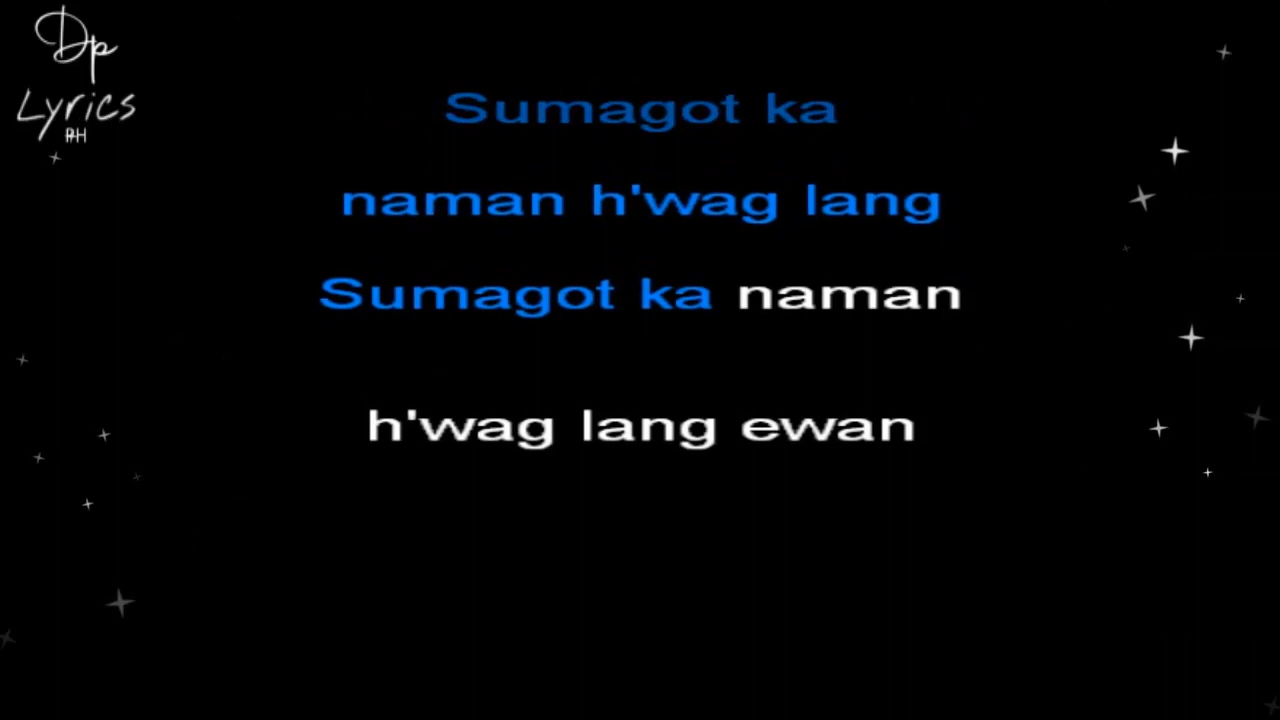 Dp
Lyrics
PH
Sumagot ka
naman h'wag lang
Sumagot ka naman
h'wag lang ewan